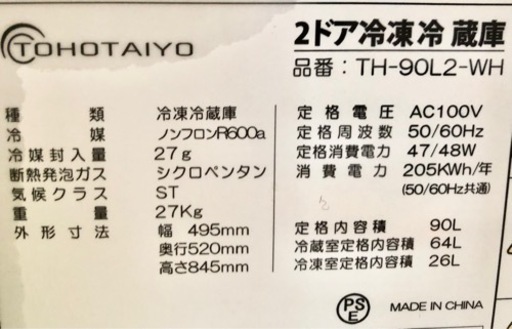 TOHOTAIYO
2ドア冷凍冷蔵庫
品番：TH-90L2-WH
種類 冷凍冷蔵庫
冷媒 ノンフロンR600a
冷媒封入量 27g
断熱発泡ガス シクロペンタン
気候クラス ST
重量 27Kg
外形寸法 幅 495mm
奥行520mm
高さ845mm
定格電圧 AC100V
定格周波数 50/60Hz
定格消費電力 47/48W
消費電力 205KWh/年
(50/60Hz共通)
定格内容積 90L
冷蔵室定格内容積 64L
冷凍室定格内容積 26L
PS
E
MADE IN CHINA